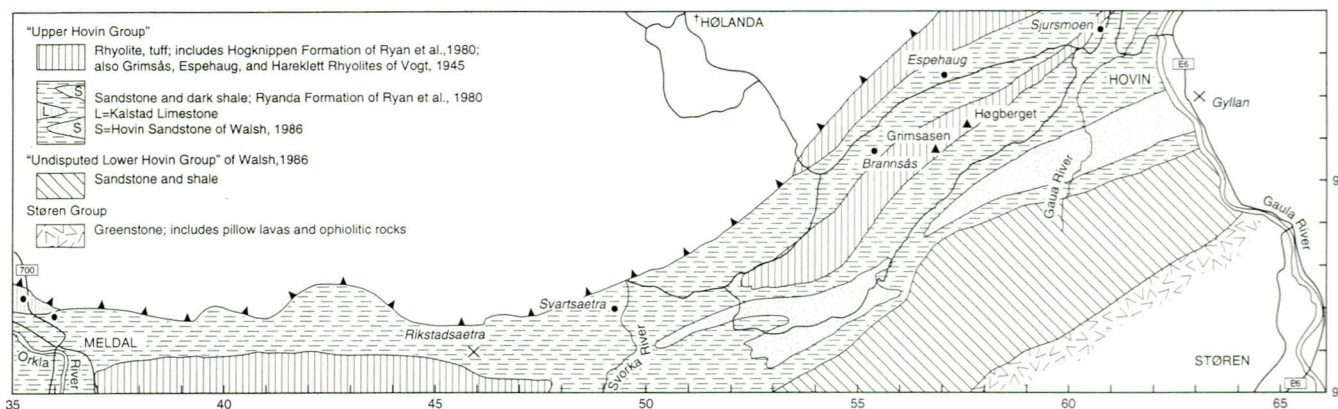 "Upper Hovin Group"
Rhyolite, tuff; includes Hogknippen Formation of Ryan et al.,1980;
also Grimsås, Espehaug, and Hareklett Rhyolites of Vogt, 1945
S
L
S
Sandstone and dark shale; Ryanda Formation of Ryan et al., 1980
L=Kalstad Limestone
S=Hovin Sandstone of Walsh, 1986
"Undisputed Lower Hovin Group" of Walsh,1986
Sandstone and shale
Støren Group
Greenstone; includes pillow lavas and ophiolitic rocks
†HØLANDA
Sjursmoen
Espehaug
E6
HOVIN
Gyllan
Høgberget
Grimsasen
Brannsås
Gaua River
Gaula River
700
Svartsaetra
Rikstadsaetra
MELDAL
Orkla
River
Svorka River
STØREN
E6
35
40
45
50
55
60
65
9
9